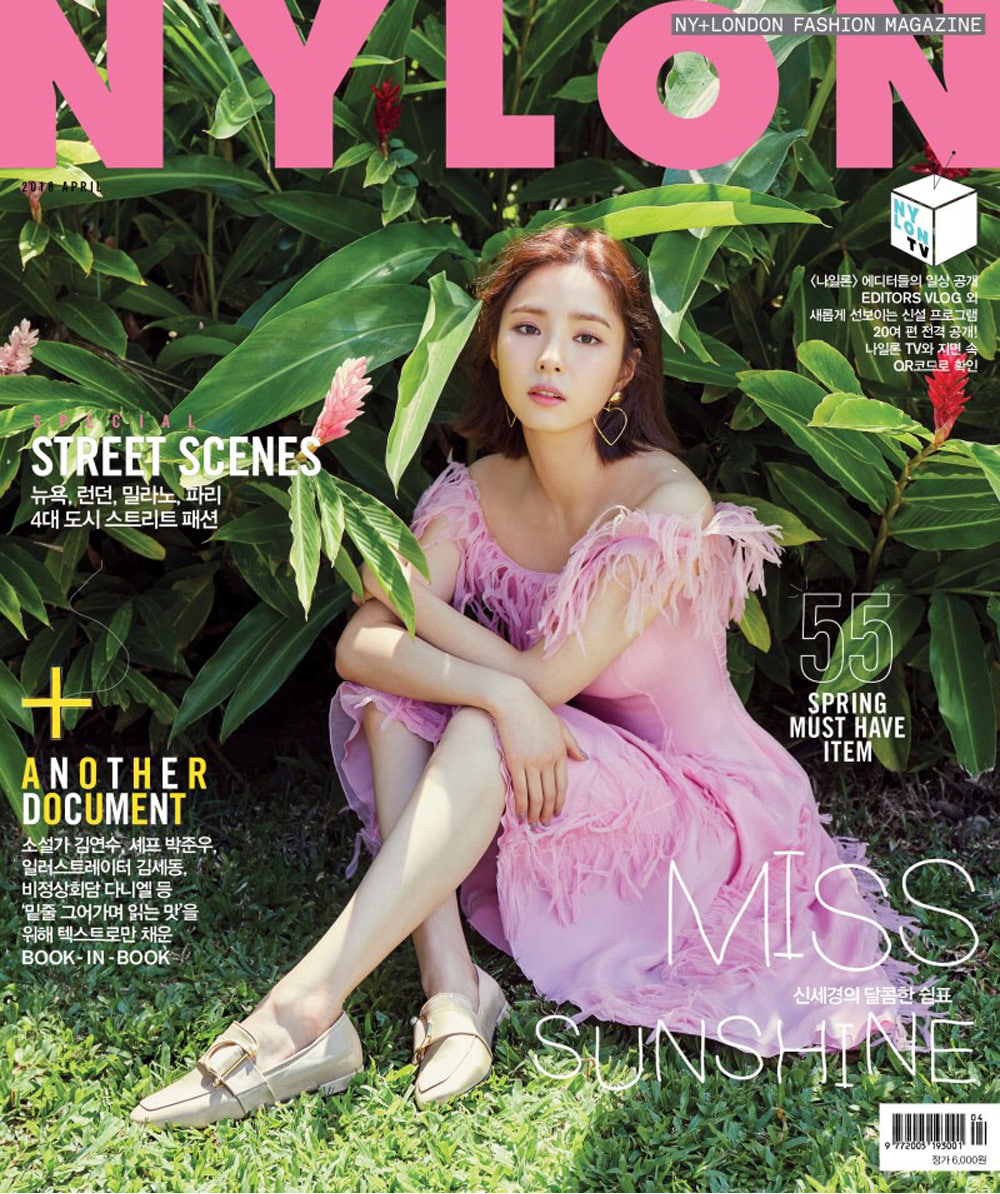 NYLON
NY+LONDON FASHION MAGAZINE
2018 APRIL
NY
LON
TV
〈나일론〉 에디터들의 일상 공개
EDITORS VLOG 와
새롭게 선보이는 신설 프로그램
20여 편 전격 공개!
나일론 TV와 지면 속
QR코드로 확인
SPECIAL
STREET SCENES
뉴욕, 런던, 밀라노, 파리
4대 도시 스트리트 패션
55
SPRING
MUST HAVE
ITEM
+
ANOTHER
DOCUMENT
소설가 김연수, 셰프 박준우,
일러스트레이터 김세동,
비정상회담 다니엘 등
‘밑줄 그어가며 읽는 맛’을
위해 텍스트로만 채운
BOOK-IN-BOOK
MISS
신세경의 달콤한 쉼표
SUNSHINE
04
9 772005 193001
정가 6,000원